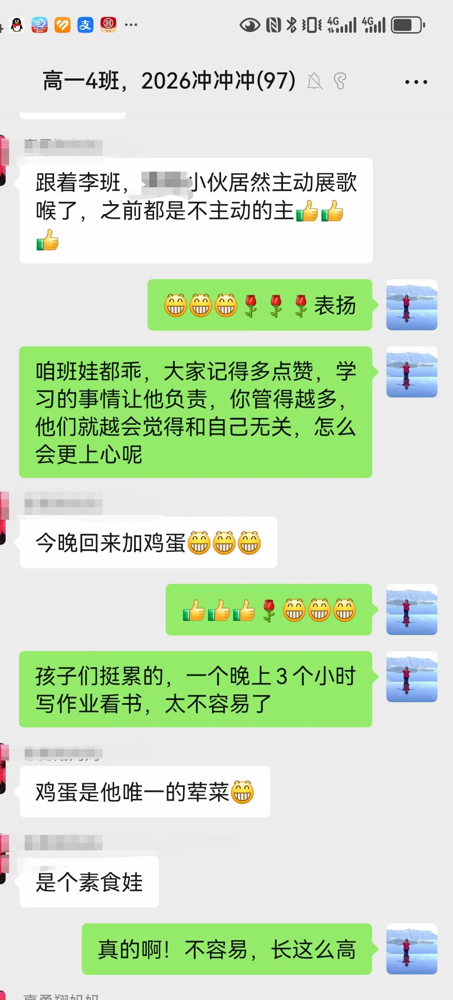 4G
4G
高一4班，2026冲冲冲(97)
跟着李班，
小伙居然主动展歌
喉了，之前都是不主动的主👍👍
👍
😁😁😁🌹🌹🌹表扬
咱班娃都乖，大家记得多点赞，学
习的事情让他负责，你管得越多，
他们就越会觉得和自己无关，怎么
会更上心呢
今晚回来加鸡蛋😁😁😁
👍👍👍🌹😁😁😁
孩子们挺累的，一个晚上3个小时
写作业看书，太不容易了
鸡蛋是他唯一的荤菜😁
是个素食娃
真的啊！不容易，长这么高